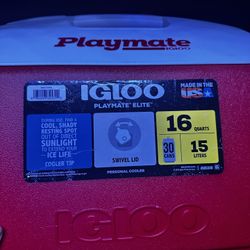 Playmate
IGLOO
IGLOO
PLAYMATE ELITE
MADE IN THE
US
DURING USE, FIND A
COOL, SHADY
RESTING SPOT
OUT OF DIRECT
SUNLIGHT
TO EXTEND YOUR
ICE LIFE
COOLER TIP
SWIVEL LID
PERSONAL COOLER
16
QUARTS
30
CANS
15
LITERS
IGLOO